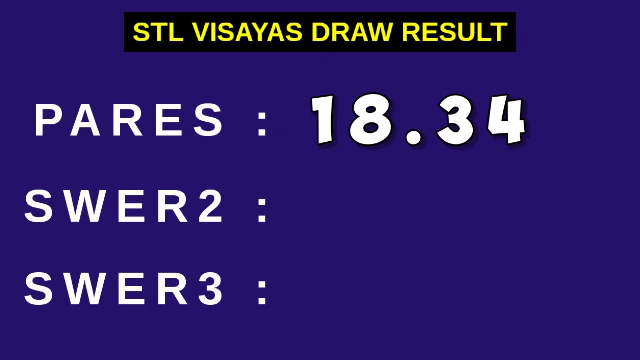 STL VISAYAS DRAW RESULT
PARES : 18.34
SWER2 :
SWER3 :